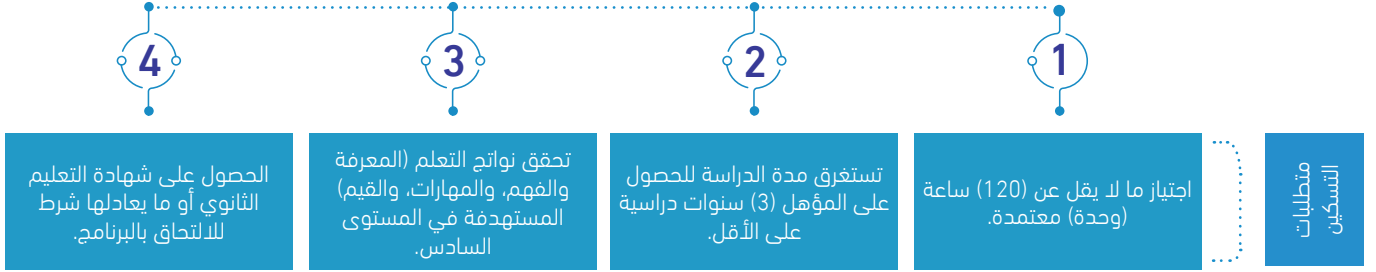 متطلبات
التسكين
1
اجتياز ما لا يقل عن (120) ساعة
(وحدة) معتمدة.
2
تستغرق مدة الدراسة للحصول
على المؤهل (3) سنوات دراسية
على الأقل.
3
تحقق نواتج التعلم (المعرفة
والفهم، والمهارات، والقيم)
المستهدفة في المستوى
السادس.
4
الحصول على شهادة التعليم
الثانوي أو ما يعادلها شرط
للالتحاق بالبرنامج.